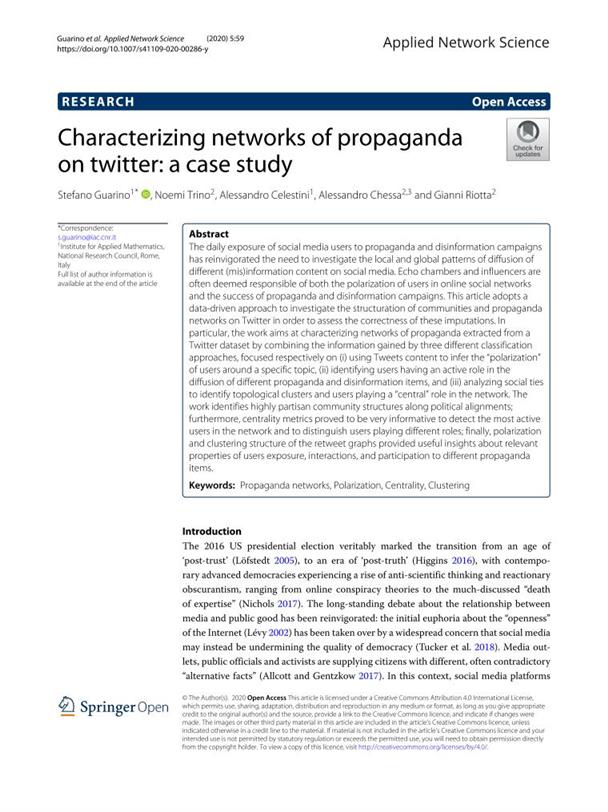 Guarino et al. Applied Network Science (2020) 5:59
https://doi.org/10.1007/s41109-020-00286-y
Applied Network Science
RESEARCH Open Access
Characterizing networks of propaganda
on twitter: a case study
Check for
updates
Stefano Guarino1*, Noemi Trino2, Alessandro Celestini1, Alessandro Chessa2,3 and Gianni Riotta2
*Correspondence:
s.guarino@iac.cnr.it
1Institute for Applied Mathematics,
National Research Council, Rome,
Italy
Full list of author information is
available at the end of the article
Abstract
The daily exposure of social media users to propaganda and disinformation campaigns
has reinvigorated the need to investigate the local and global patterns of diffusion of
different (mis)information content on social media. Echo chambers and influencers are
often deemed responsible of both the polarization of users in online social networks
and the success of propaganda and disinformation campaigns. This article adopts a
data-driven approach to investigate the structuration of communities and propaganda
networks on Twitter in order to assess the correctness of these imputations. In
particular, the work aims at characterizing networks of propaganda extracted from a
Twitter dataset by combining the information gained by three different classification
approaches, focused respectively on (i) using Tweets content to infer the “polarization”
of users around a specific topic, (ii) identifying users having an active role in the
diffusion of different propaganda and disinformation items, and (iii) analyzing social ties
to identify topological clusters and users playing a “central” role in the network. The
work identifies highly partisan community structures along political alignments;
furthermore, centrality metrics proved to be very informative to detect the most active
users in the network and to distinguish users playing different roles; finally, polarization
and clustering structure of the retweet graphs provided useful insights about relevant
properties of users exposure, interactions, and participation to different propaganda
items.
Keywords: Propaganda networks, Polarization, Centrality, Clustering
Introduction
The 2016 US presidential election veritably marked the transition from an age of
‘post-trust’ (Löfstedt 2005), to an era of ‘post-truth’ (Higgins 2016), with contempo-
rary advanced democracies experiencing a rise of anti-scientific thinking and reactionary
obscurantism, ranging from online conspiracy theories to the much-discussed “death
of expertise” (Nichols 2017). The long-standing debate about the relationship between
media and public good has been reinvigorated: the initial euphoria about the “openness”
of the Internet (Lévy 2002) has been taken over by a widespread concern that social media
may instead be undermining the quality of democracy (Tucker et al. 2018). Media out-
lets, public officials and activists are supplying citizens with different, often contradictory
“alternative facts” (Allcott and Gentzkow 2017). In this context, social media platforms
Springer Open
© The Author(s). 2020 Open Access This article is licensed under a Creative Commons Attribution 4.0 International License,
which permits use, sharing, adaptation, distribution and reproduction in any medium or format, as long as you give appropriate
credit to the original author(s) and the source, provide a link to the Creative Commons licence, and indicate if changes were
made. The images or other third party material in this article are included in the article's Creative Commons licence, unless
indicated otherwise in a credit line to the material. If material is not included in the article's Creative Commons licence and your
intended use is not permitted by statutory regulation or exceeds the permitted use, you will need to obtain permission directly
from the copyright holder. To view a copy of this licence, visit http://creativecommons.org/licenses/by/4.0/.